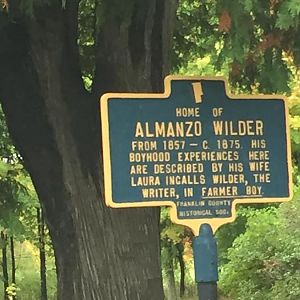 HOME OF
ALMANZO WILDER
FROM 1857 – C. 1875. HIS
BOYHOOD EXPERIENCES HERE
ARE DESCRIBED BY HIS WIFE
LAURA INGALLS WILDER, THE
WRITER, IN FARMER BOY.
FRANKLIN COUNTY
HISTORICAL SOC.